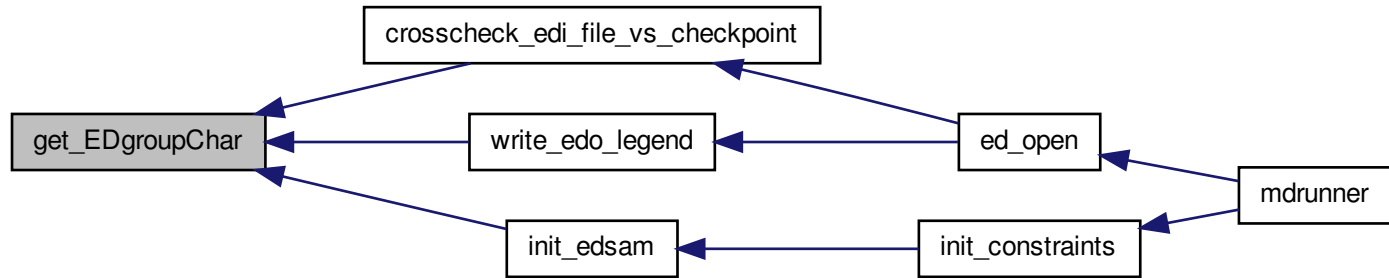 crosscheck_edi_file_vs_checkpoint
get_EDgroupChar
write_edo_legend
ed_open
mdrunner
init_edsam
init_constraints